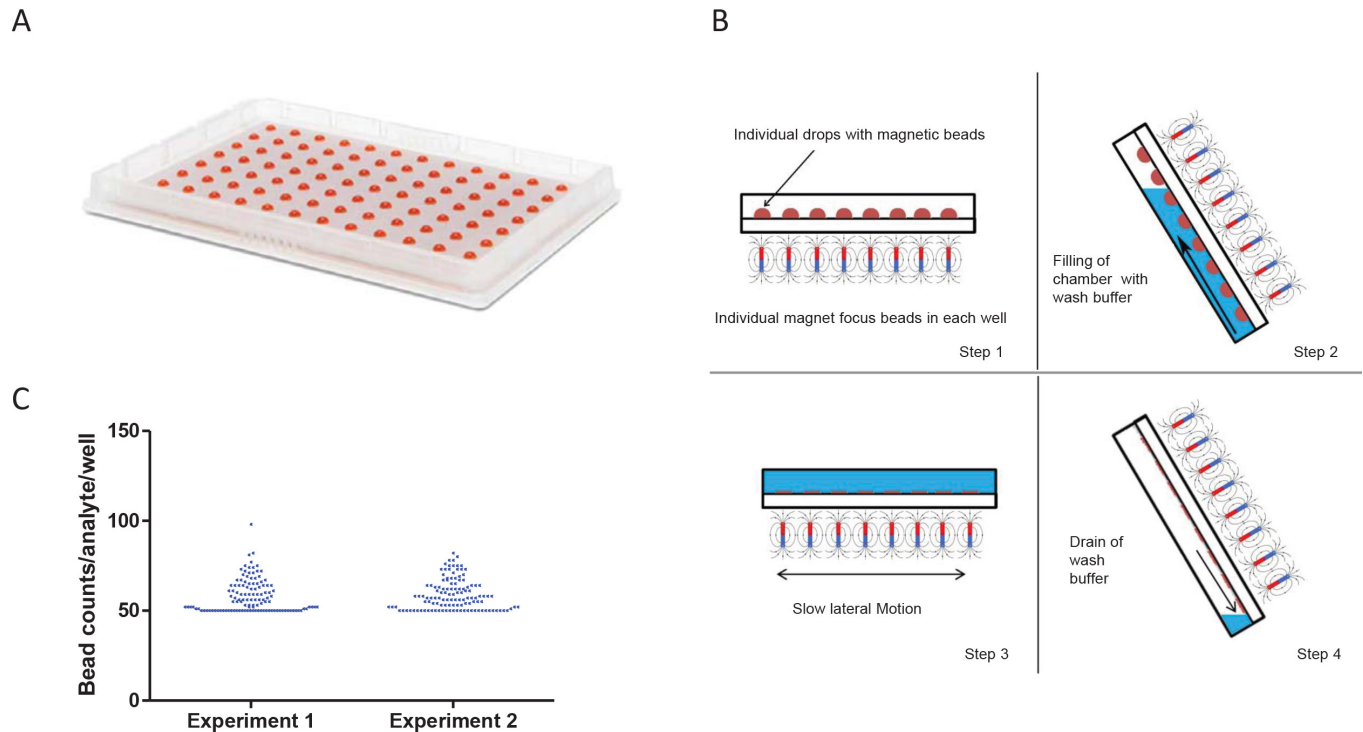 A
B
Individual drops with magnetic beads
Individual magnet focus beads in each well
Step 1
Filling of
chamber with
wash buffer
Step 2
Slow lateral Motion
Step 3
Drain of
wash
buffer
Step 4
C
Bead counts/analyte/well
150
100
50
0
Experiment 1
Experiment 2